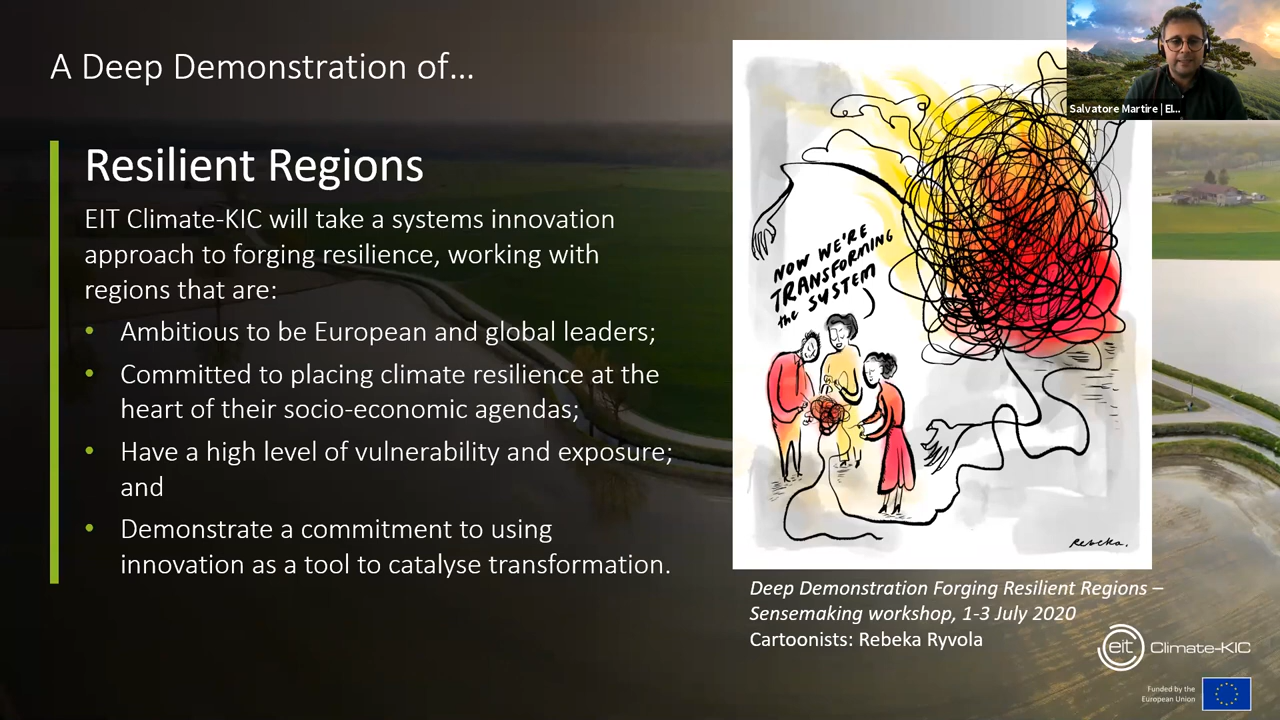 A Deep Demonstration of...
Resilient Regions
EIT Climate-KIC will take a systems innovation
approach to forging resilience, working with
regions that are:
• Ambitious to be European and global leaders;
• Committed to placing climate resilience at the
heart of their socio-economic agendas;
• Have a high level of vulnerability and exposure;
and
• Demonstrate a commitment to using
innovation as a tool to catalyse transformation.
Salvatore Martire | EI...
NOW WE'RE
TRANSFORMING
the SYSTEM
Rebeka.
Deep Demonstration Forging Resilient Regions –
Sensemaking workshop, 1-3 July 2020
Cartoonists: Rebeka Ryvola
eit Climate-KIC
Funded by the
European Union